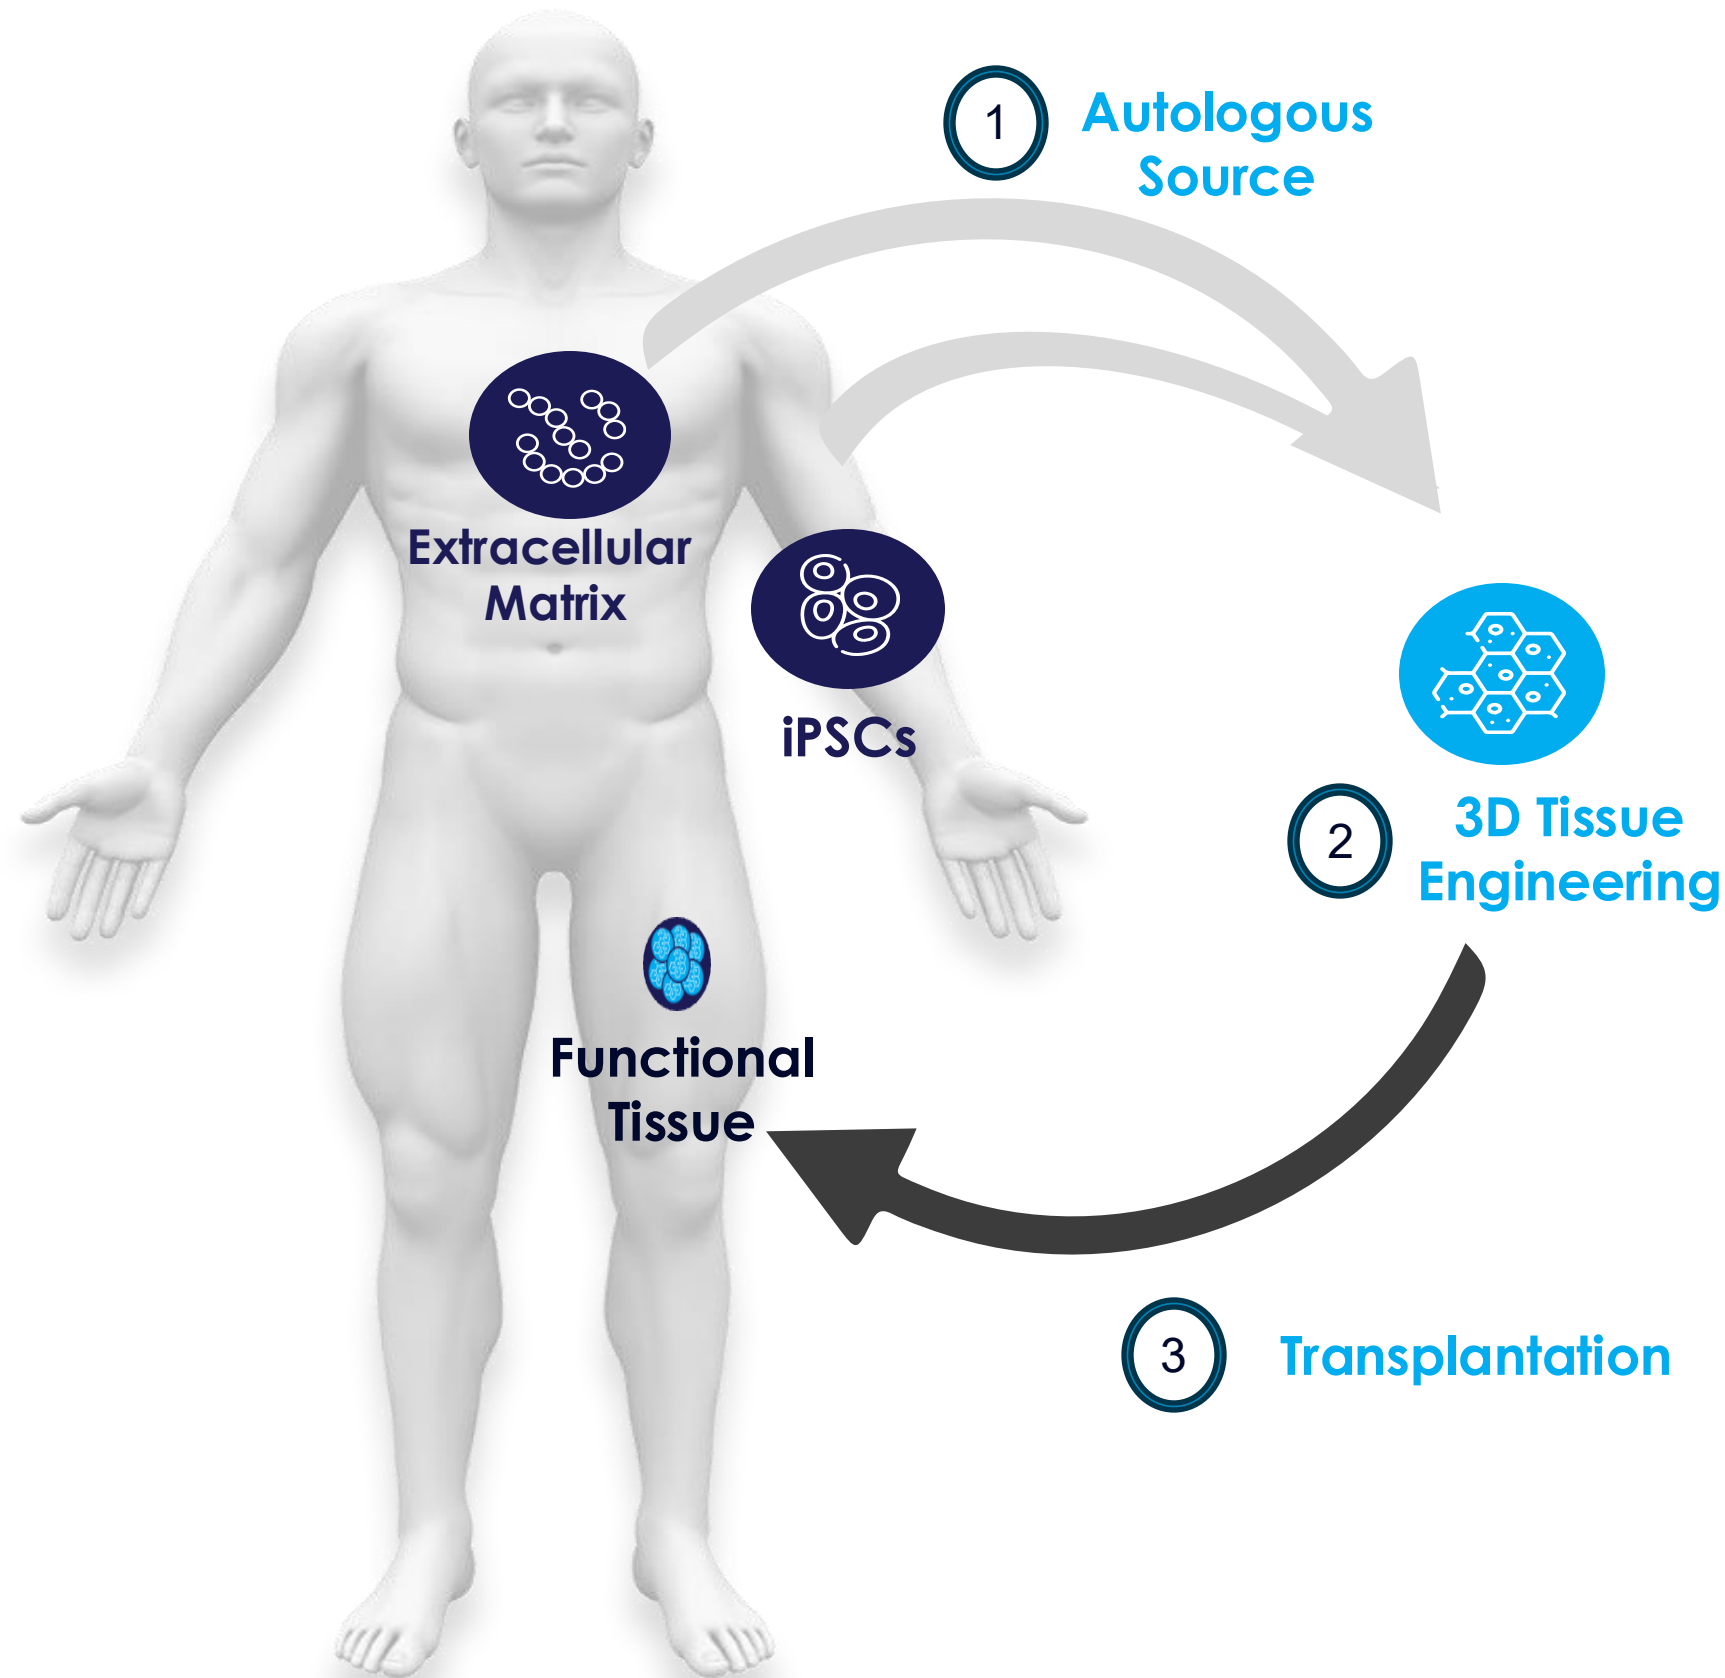 1
Autologous
Source
Extracellular
Matrix
iPSCs
2
3D Tissue
Engineering
Functional
Tissue
3
Transplantation